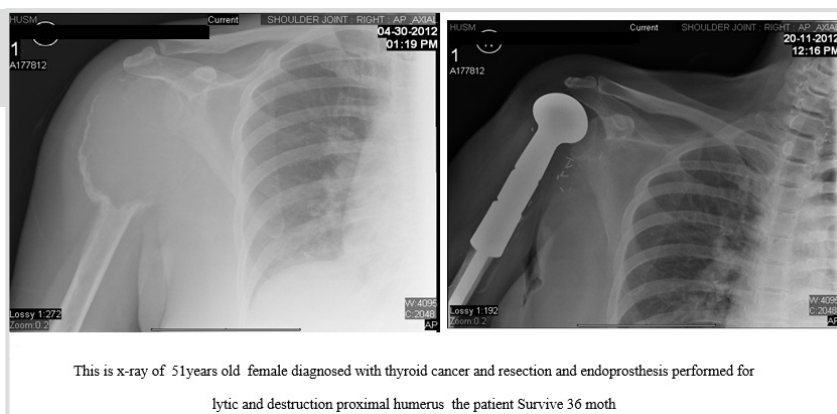 HUSM
Current
SHOULDER JOINT : RIGHT : AP_AXIAL
04-30-2012
01:19 PM
1
A177812
Lossy 1:272
Zoom:0.2
W:4095
C:2048
AP
HUSM
Current
SHOULDER JOINT : RIGHT : AP_AXIAL
20-11-2012
12:16 PM
1
A177812
Lossy 1:192
Zoom:0.2
W:4096
C:2048
AP
This is x-ray of 51years old female diagnosed with thyroid cancer and resection and endoprosthesis performed for
lytic and destruction proximal humerus the patient Survive 36 moth